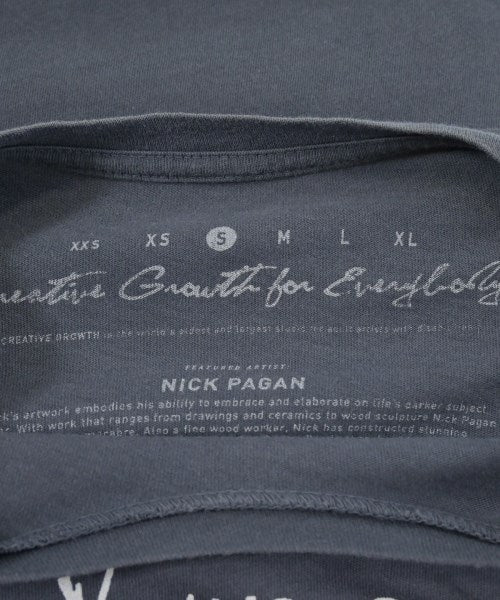 XXS XS S M L XL
Creative Growth for Everybody
CREATIVE GROWTH is the world's oldest and largest studio for adult artists with disabilities
FEATURED ARTIST
NICK PAGAN
artwork embodies his ability to embrace and elaborate on life's darker subject
With work that ranges from drawings and ceramics to wood sculpture Nick Pagan
Also a fine wood worker, Nick has constructed stunning